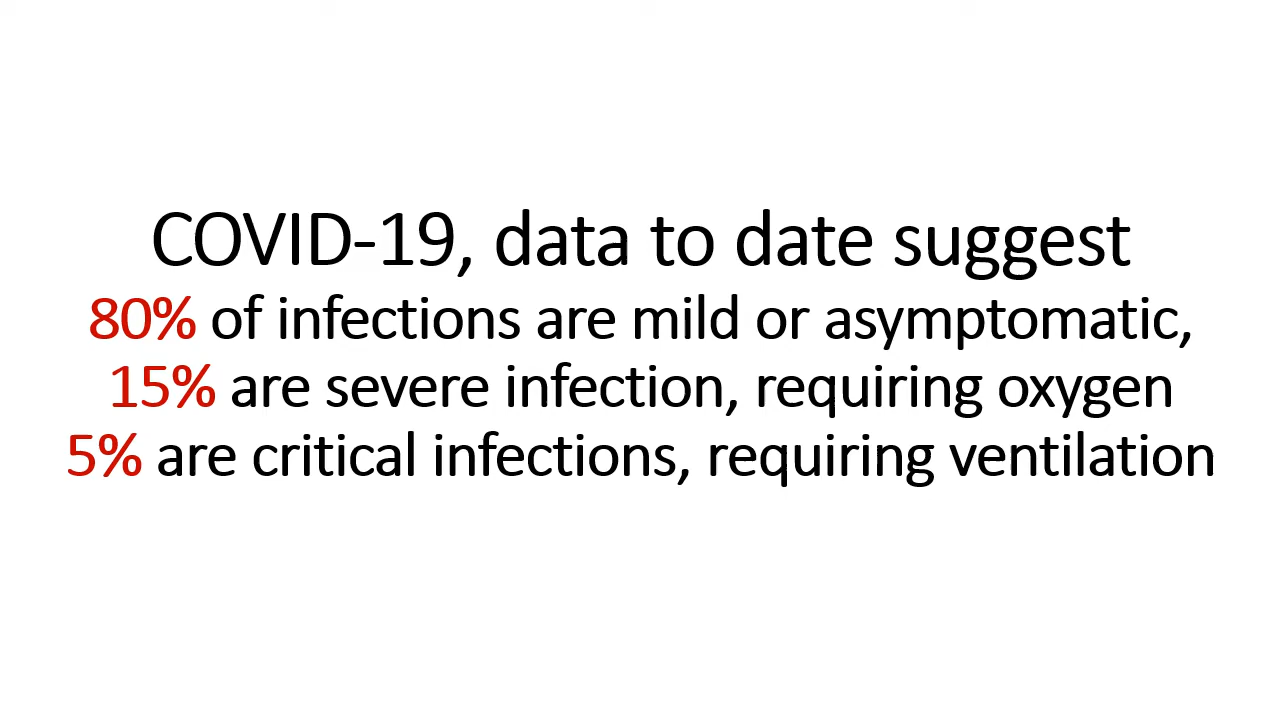 COVID-19, data to date suggest
80% of infections are mild or asymptomatic,
15% are severe infection, requiring oxygen
5% are critical infections, requiring ventilation